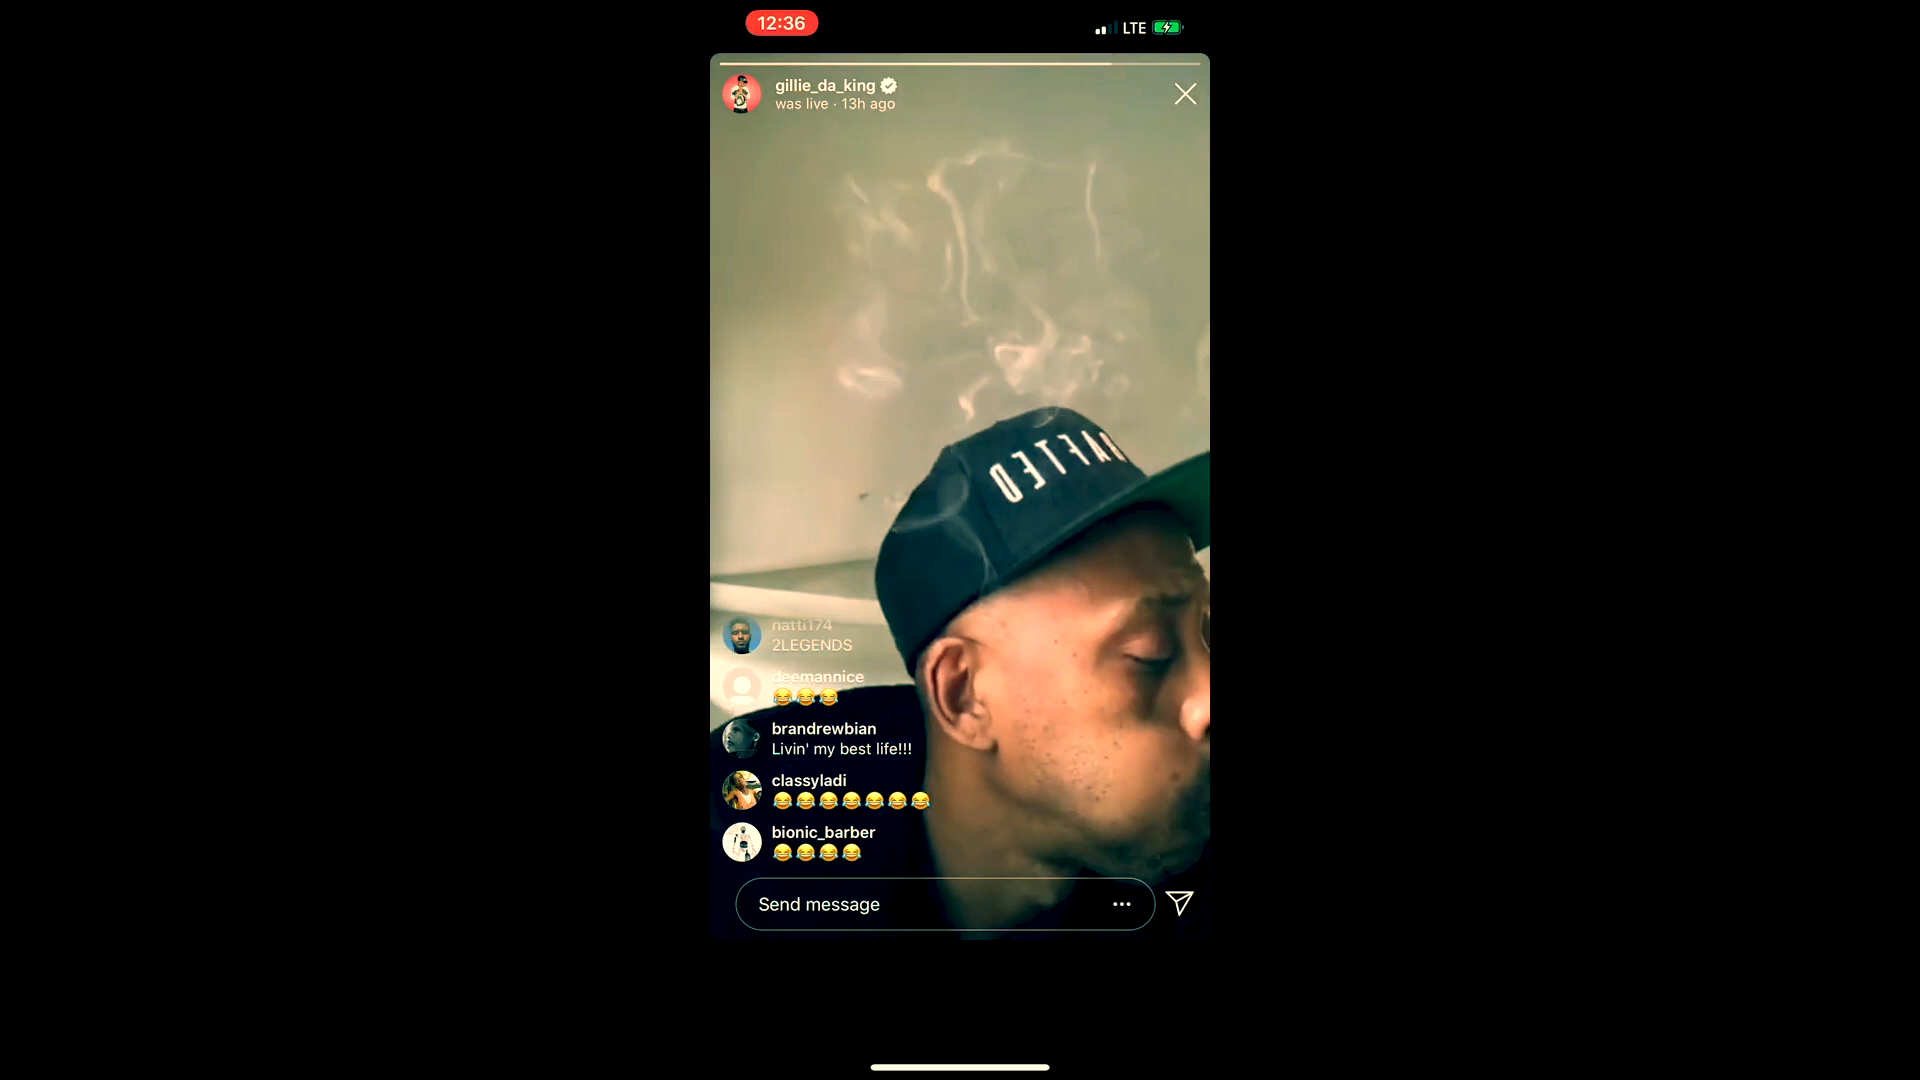 12:36
LTE
gillie_da_king
was live · 13h ago
RAFTED
natti174
2LEGENDS
deemannice
😂😂😂
brandrewbian
Livin' my best life!!!
classyladi
😂😂😂😂😂😂😂
bionic_barber
😂😂😂😂
Send message